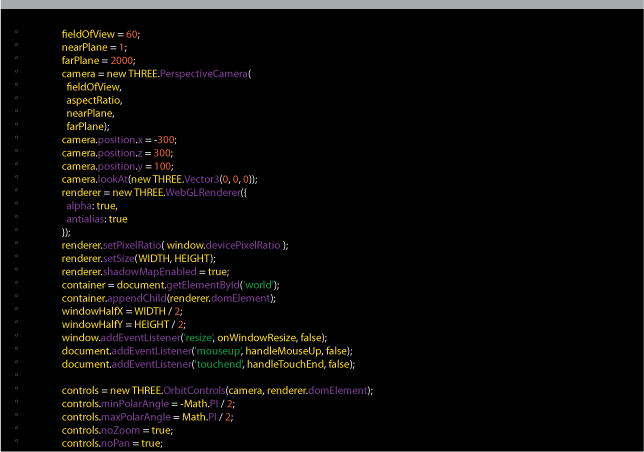 fieldOfView = 60;
nearPlane = 1;
farPlane = 2000;
camera = new THREE.PerspectiveCamera(
fieldOfView,
aspectRatio,
nearPlane,
farPlane);
camera.position.x = -300;
camera.position.z = 300;
camera.position.y = 100;
camera.lookAt(new THREE.Vector3(0, 0, 0));
renderer = new THREE.WebGLRenderer({
alpha: true,
antialias: true
});
renderer.setPixelRatio( window.devicePixelRatio );
renderer.setSize(WIDTH, HEIGHT);
renderer.shadowMapEnabled = true;
container = document.getElementById('world');
container.appendChild(renderer.domElement);
windowHalfX = WIDTH / 2;
windowHalfY = HEIGHT / 2;
window.addEventListener('resize', onWindowResize, false);
document.addEventListener('mouseup', handleMouseUp, false);
document.addEventListener('touchend', handleTouchEnd, false);
controls = new THREE.OrbitControls(camera, renderer.domElement);
controls.minPolarAngle = -Math.PI / 2;
controls.maxPolarAngle = Math.PI / 2;
controls.noZoom = true;
controls.noPan = true;